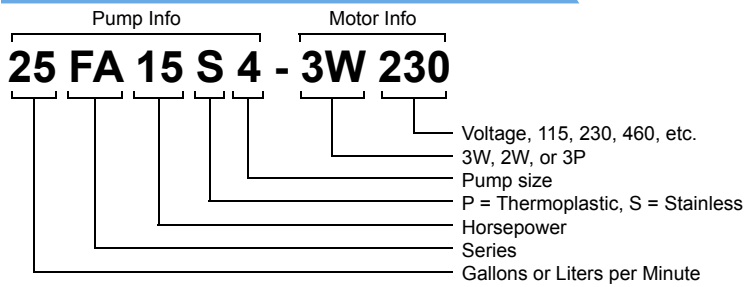 Pump Info Motor Info
25 FA 15 S 4 - 3W 230
Voltage, 115, 230, 460, etc.
3W, 2W, or 3P
Pump size
P = Thermoplastic, S = Stainless
Horsepower
Series
Gallons or Liters per Minute